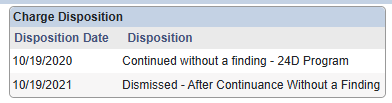 Charge Disposition
Disposition Date Disposition
10/19/2020 Continued without a finding - 24D Program
10/19/2021 Dismissed - After Continuance Without a Finding